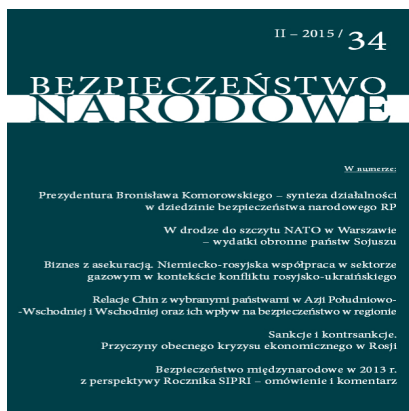 II – 2015 / 34
BEZPIECZEŃSTWO
NARODOWE
W numerze:
Prezydentura Bronisława Komorowskiego – synteza działalności
w dziedzinie bezpieczeństwa narodowego RP
W drodze do szczytu NATO w Warszawie
– wydatki obronne państw Sojuszu
Biznes z asekuracją. Niemiecko-rosyjska współpraca w sektorze
gazowym w kontekście konfliktu rosyjsko-ukraińskiego
Relacje Chin z wybranymi państwami w Azji Południowo-
-Wschodniej i Wschodniej oraz ich wpływ na bezpieczeństwo w regionie
Sankcje i kontrsankcje.
Przyczyny obecnego kryzysu ekonomicznego w Rosji
Bezpieczeństwo międzynarodowe w 2013 r.
z perspektywy Rocznika SIPRI – omówienie i komentarz